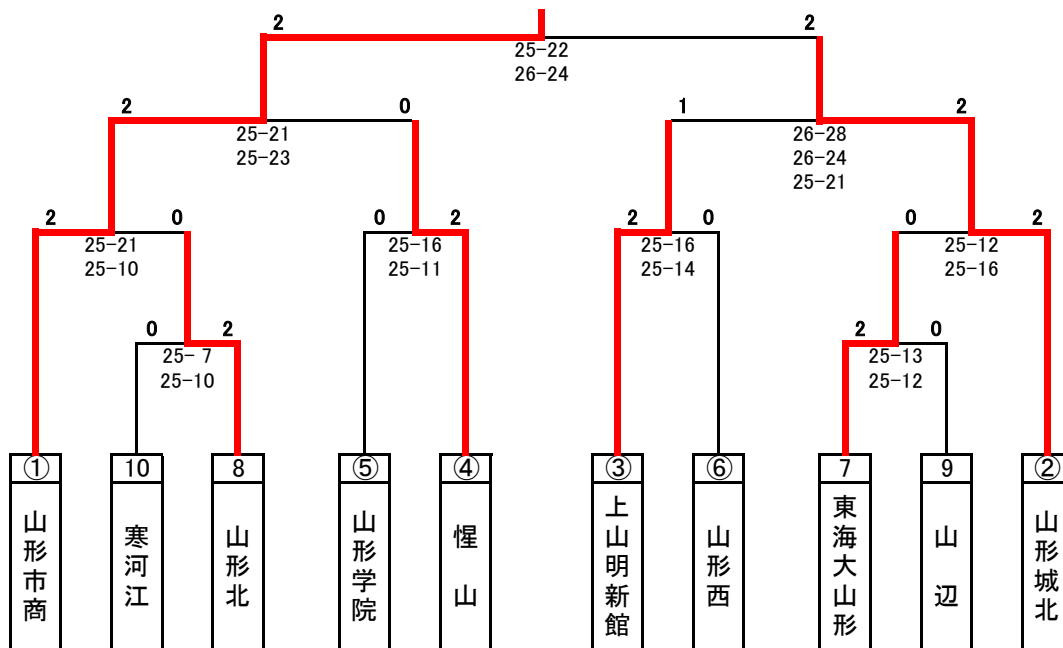 2 2
25-22
26-24
2 0 1 2
25-21 26-28
25-23 26-24
25-21
2 0 0 2 2 0 0 2
25-21 25-16 25-16 25-12
25-10 25-11 25-14 25-16
0 2 2 0
25- 7 25-13
25-10 25-12
① 10 8 ⑤ ④ ③ ⑥ 7 9 ②
山形市商
寒河江
山形北
山形学院
惺山
上山明新館
山形西
東海大山形
山辺
山形城北